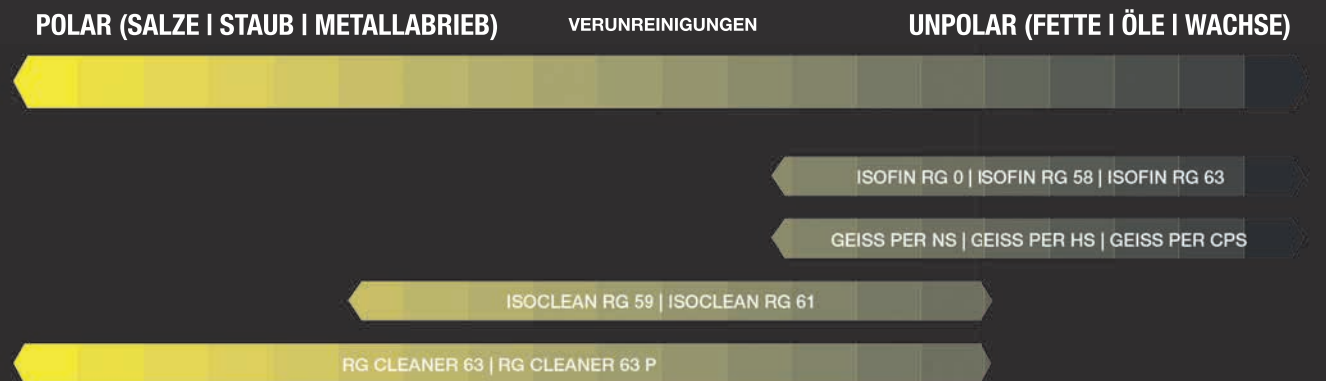 POLAR (SALZE | STAUB | METALLABRIEB) VERUNREINIGUNGEN UNPOLAR (FETTE | ÖLE | WACHSE)
ISOFIN RG 0 | ISOFIN RG 58 | ISOFIN RG 63
GEISS PER NS | GEISS PER HS | GEISS PER CPS
ISOCLEAN RG 59 | ISOCLEAN RG 61
RG CLEANER 63 | RG CLEANER 63 P